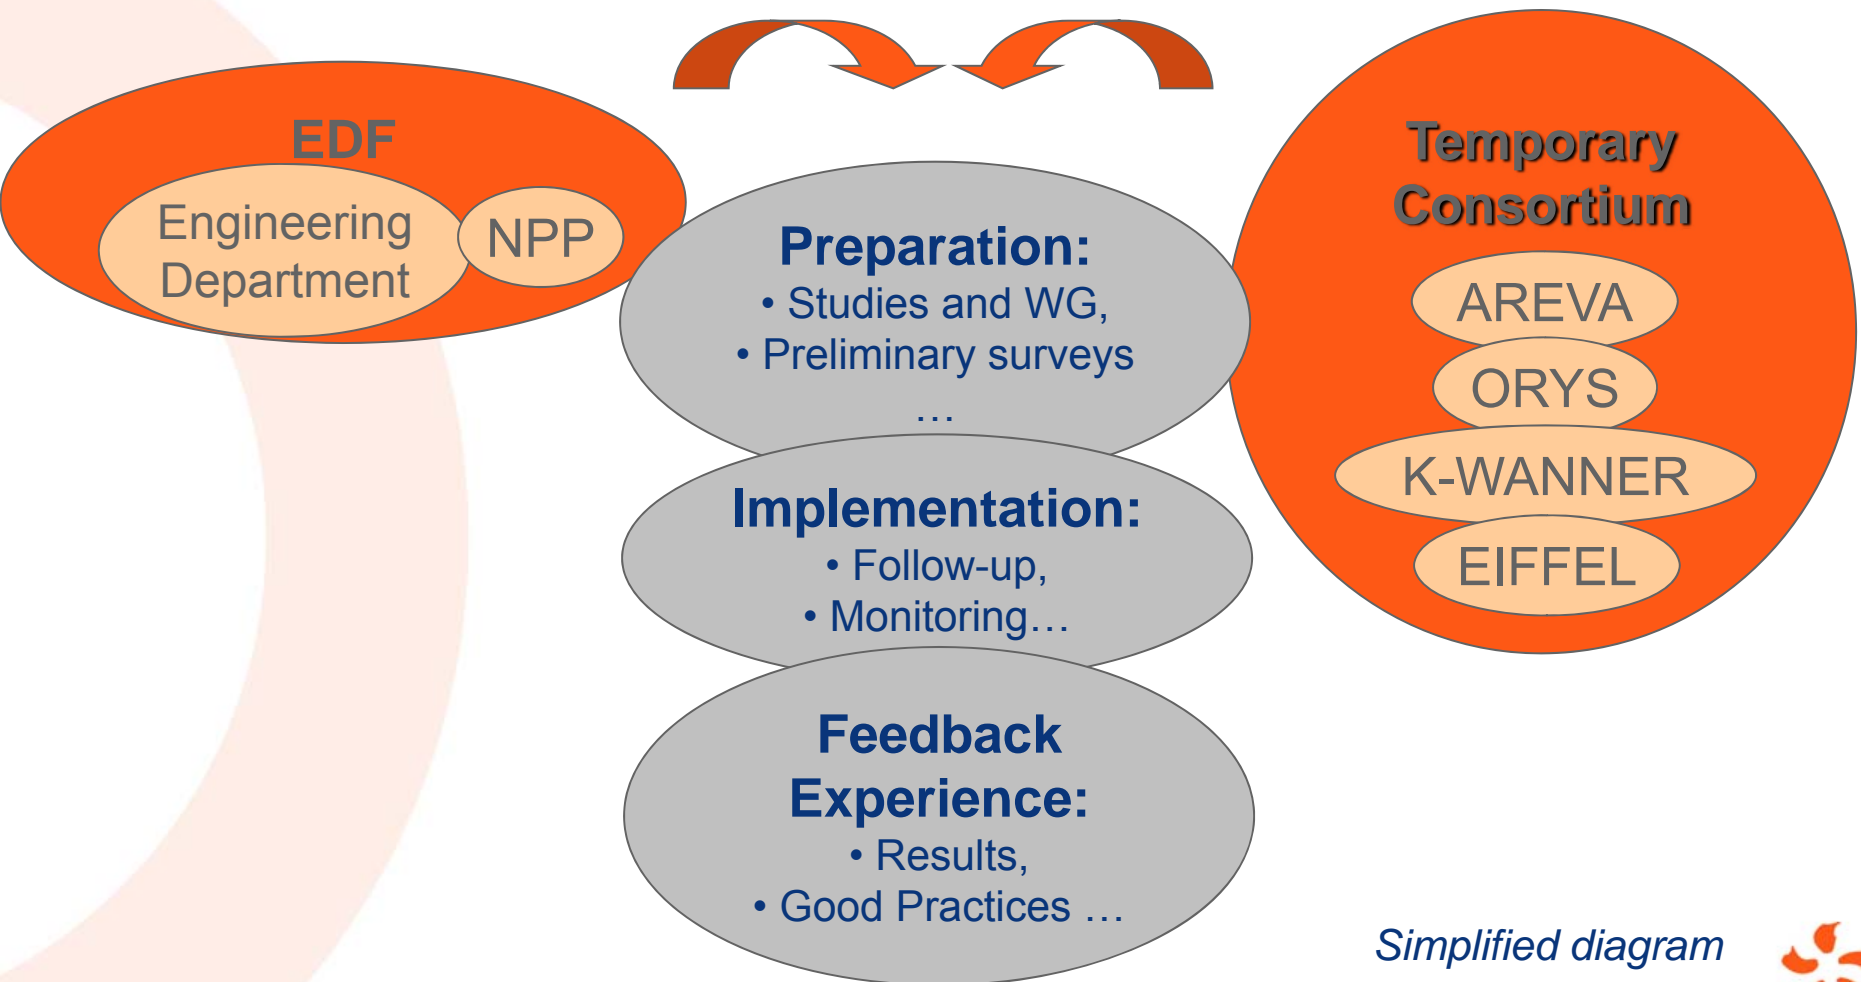 EDF
Engineering
Department
NPP
Preparation:
• Studies and WG,
• Preliminary surveys
…
Implementation:
• Follow-up,
• Monitoring…
Feedback
Experience:
• Results,
• Good Practices …
Temporary
Consortium
AREVA
ORYS
K-WANNER
EIFFEL
Simplified diagram